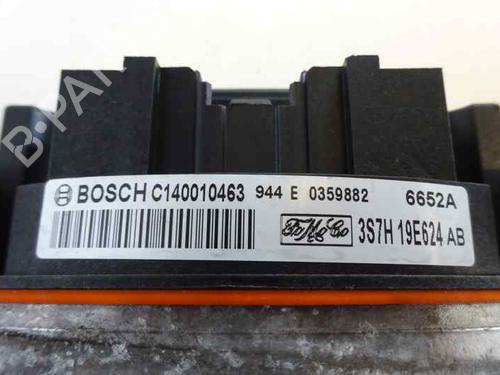 B-PA
BOSCH C140010463 944 E 0359882 6652A
FoMoCo 3S7H 19E624 AB